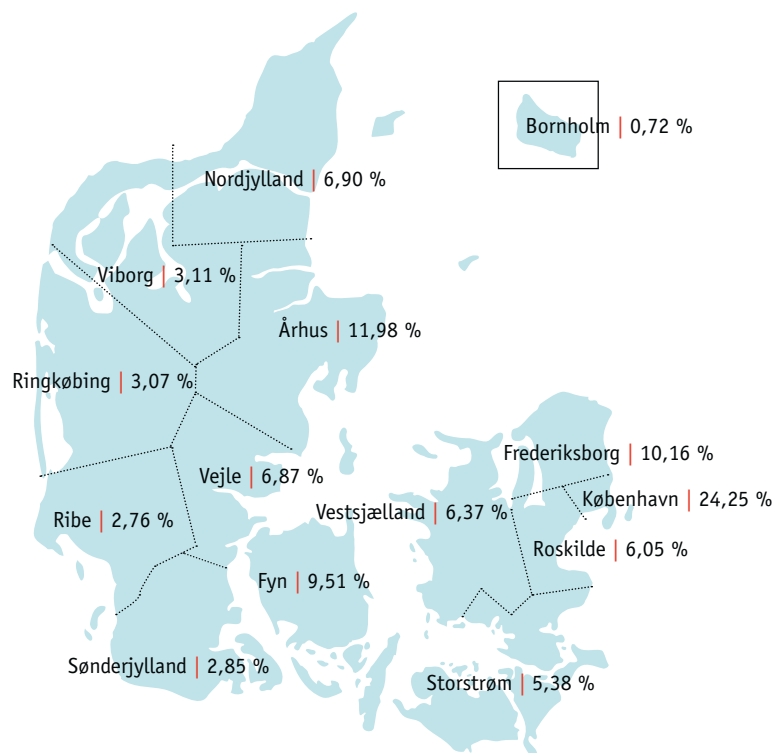 Bornholm | 0,72 %
Nordjylland | 6,90 %
Viborg | 3,11 %
Århus | 11,98 %
Ringkøbing | 3,07 %
Frederiksborg | 10,16 %
Vejle | 6,87 %
København | 24,25 %
Vestsjælland | 6,37 %
Ribe | 2,76 %
Roskilde | 6,05 %
Fyn | 9,51 %
Sønderjylland | 2,85 %
Storstrøm | 5,38 %